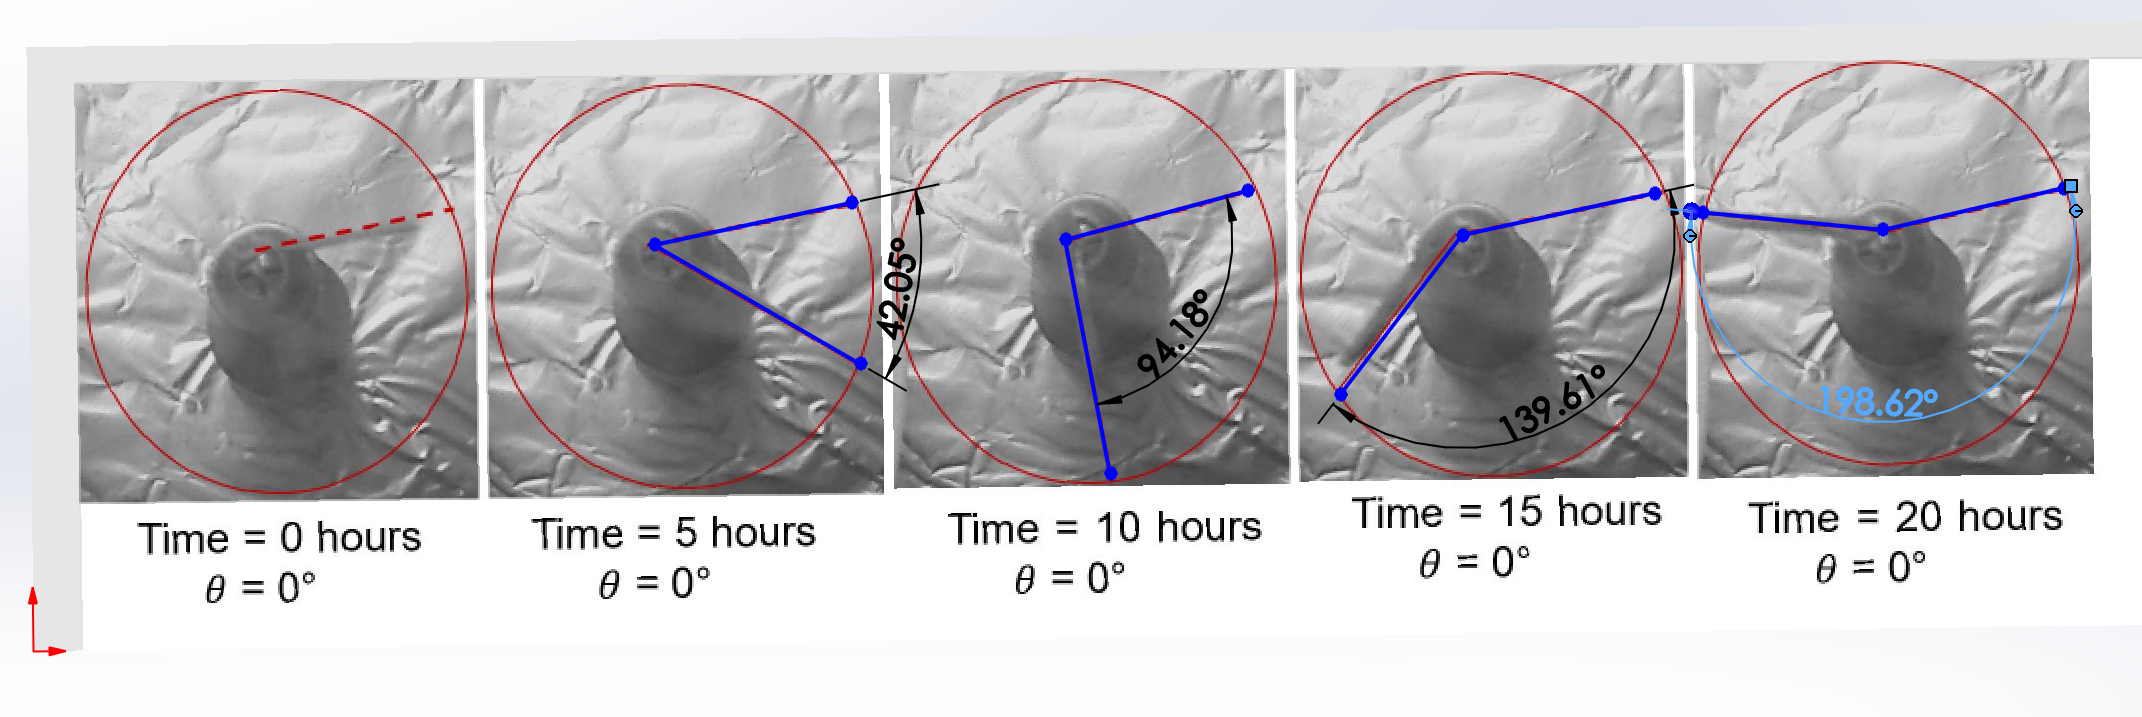 42.05°
94.18°
139.61°
198.62°
Time = 0 hours
θ = 0°
Time = 5 hours
θ = 0°
Time = 10 hours
θ = 0°
Time = 15 hours
θ = 0°
Time = 20 hours
θ = 0°